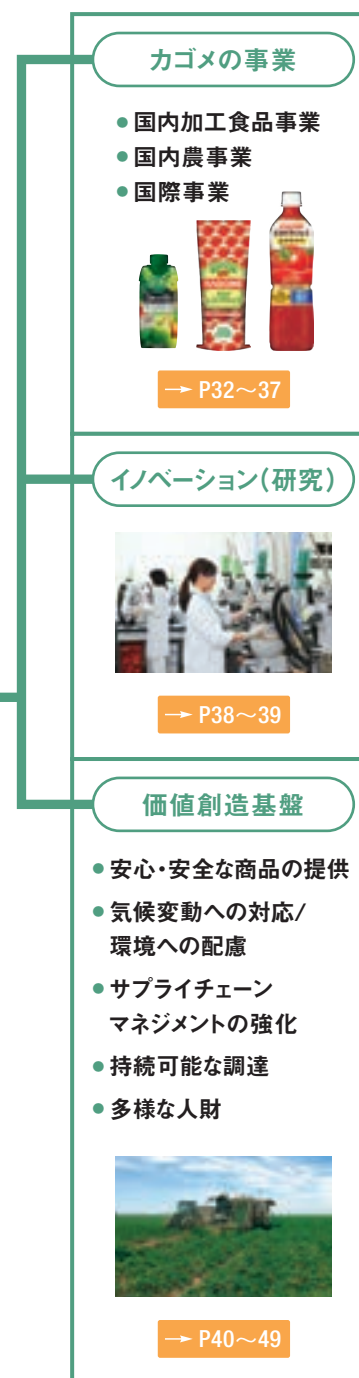 カゴメの事業
● 国内加工食品事業
● 国内農事業
● 国際事業
→ P32～37
イノベーション（研究）
→ P38～39
価値創造基盤
● 安心・安全な商品の提供
● 気候変動への対応/
環境への配慮
● サプライチェーン
マネジメントの強化
● 持続可能な調達
● 多様な人財
→ P40～49